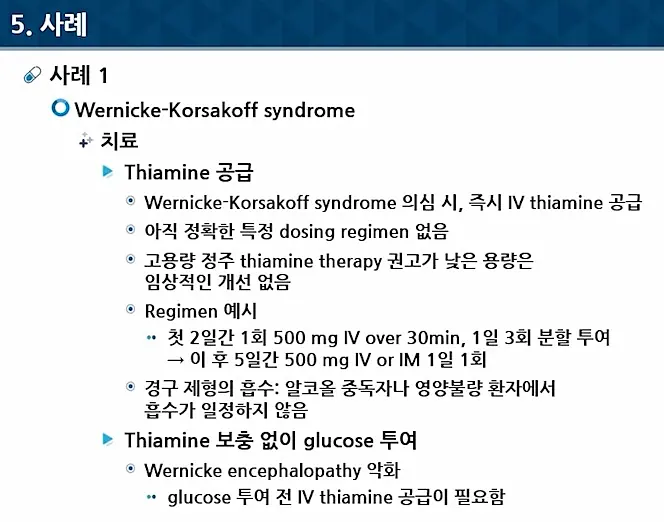 5. 사례
사례 1
Wernicke-Korsakoff syndrome
치료
Thiamine 공급
Wernicke-Korsakoff syndrome 의심 시, 즉시 IV thiamine 공급
아직 정확한 특정 dosing regimen 없음
고용량 정주 thiamine therapy 권고가 낮은 용량은
임상적인 개선 없음
Regimen 예시
첫 2일간 1회 500 mg IV over 30min, 1일 3회 분할 투여
→ 이 후 5일간 500 mg IV or IM 1일 1회
경구 제형의 흡수: 알코올 중독자나 영양불량 환자에서
흡수가 일정하지 않음
Thiamine 보충 없이 glucose 투여
Wernicke encephalopathy 악화
glucose 투여 전 IV thiamine 공급이 필요함